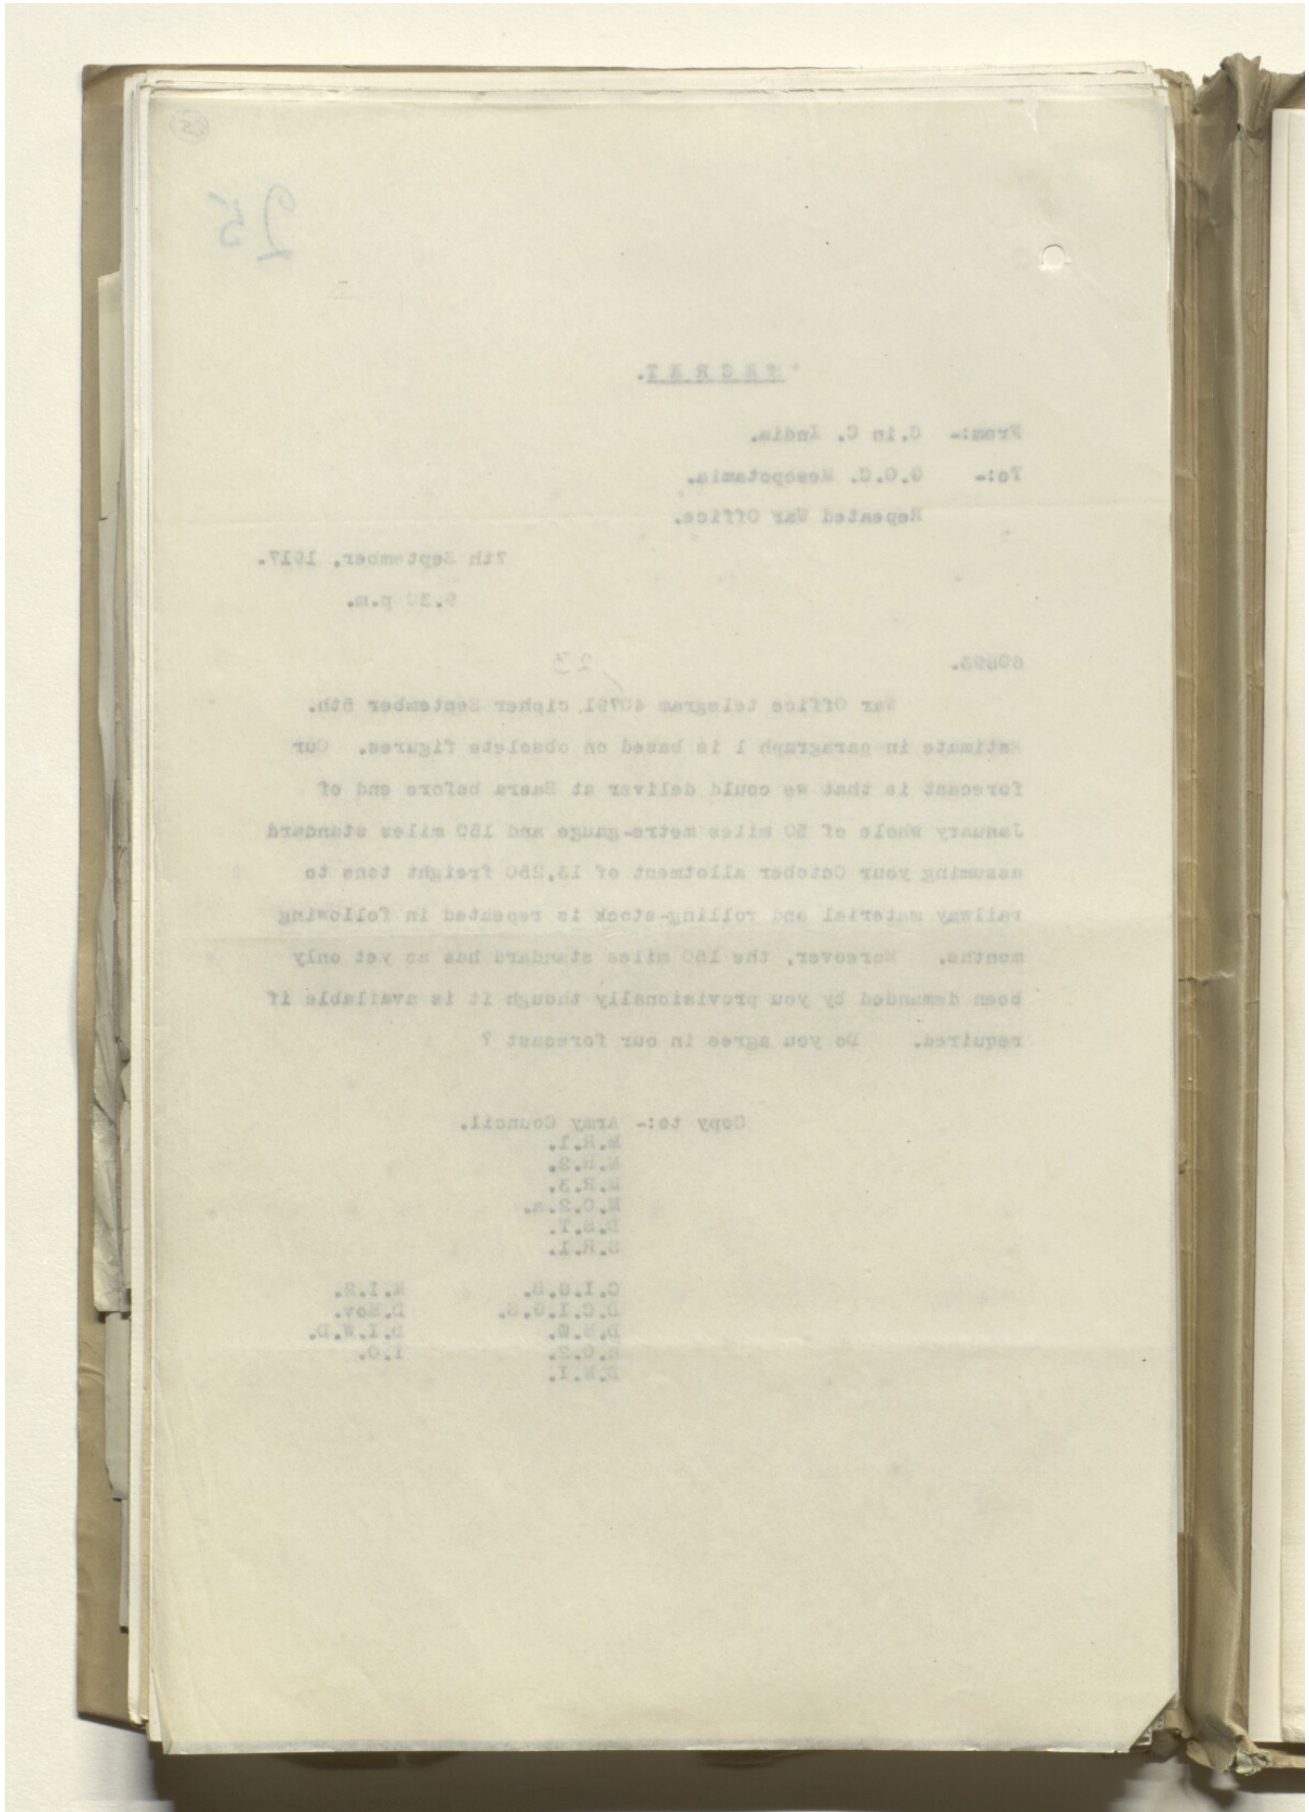 25
SECRET.
From:- C.in C. India.
To:- G.O.C. Mesopotamia.
Repeated War Office.
7th September, 1917.
9.30 p.m.
23
War Office telegram 40791 cipher September 5th.
Estimate in paragraph 1 is based on obsolete figures. Our
forecast is that we could deliver at Basra before end of
January whole of 50 miles metre-gauge and 150 miles standard
assuming your October allotment of 13,250 freight tons to
railway material and rolling-stock is repeated in following
months. Moreover, the 150 miles standard has as yet only
been demanded by you provisionally though it is available if
required. Do you agree in our forecast ?
Copy to:- Army Council.
M.R.1.
M.R.2.
M.R.3.
M.O.2.a.
D.S.T.
S.R.1.
C.I.G.S. M.I.2.
D.C.I.G.S. D.Mov.
D.I.W.D.
M.O.2. I.O.
D.M.I.